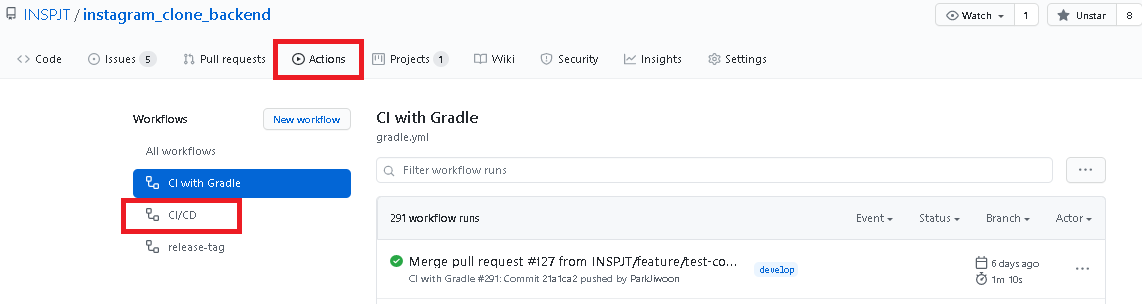 INSPJT / instagram_clone_backend
Watch 1 Unstar 8
Code Issues 5 Pull requests Actions Projects 1 Wiki Security Insights Settings
Workflows New workflow
All workflows
CI with Gradle
CI/CD
release-tag
CI with Gradle
gradle.yml
Filter workflow runs
291 workflow runs Event Status Branch Actor
Merge pull request #127 from INSPJT/feature/test-co...
CI with Gradle #291: Commit 21a1ca2 pushed by ParkJiwoon
develop
6 days ago
1m 10s